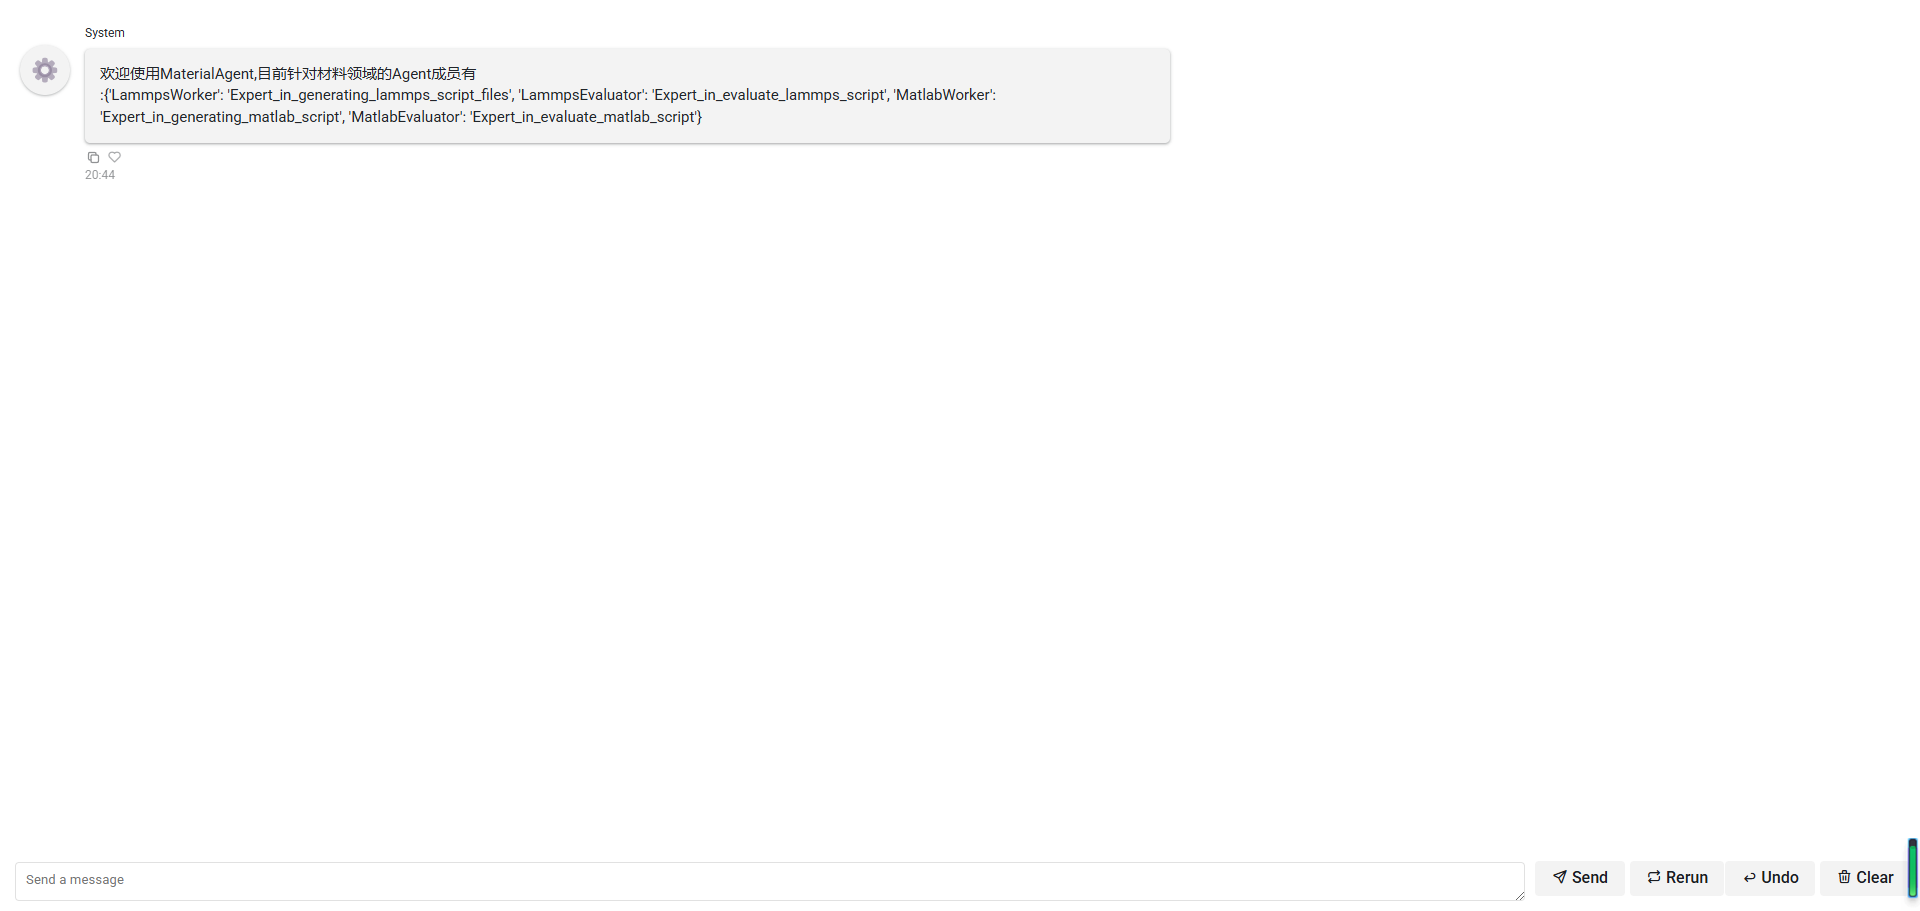 System
欢迎使用MaterialAgent,目前针对材料领域的Agent成员有
:{'LammpsWorker': 'Expert_in_generating_lammps_script_files', 'LammpsEvaluator': 'Expert_in_evaluate_lammps_script', 'MatlabWorker':
'Expert_in_generating_matlab_script', 'MatlabEvaluator': 'Expert_in_evaluate_matlab_script'}
20:44
Send a message
Send
Rerun
Undo
Clear